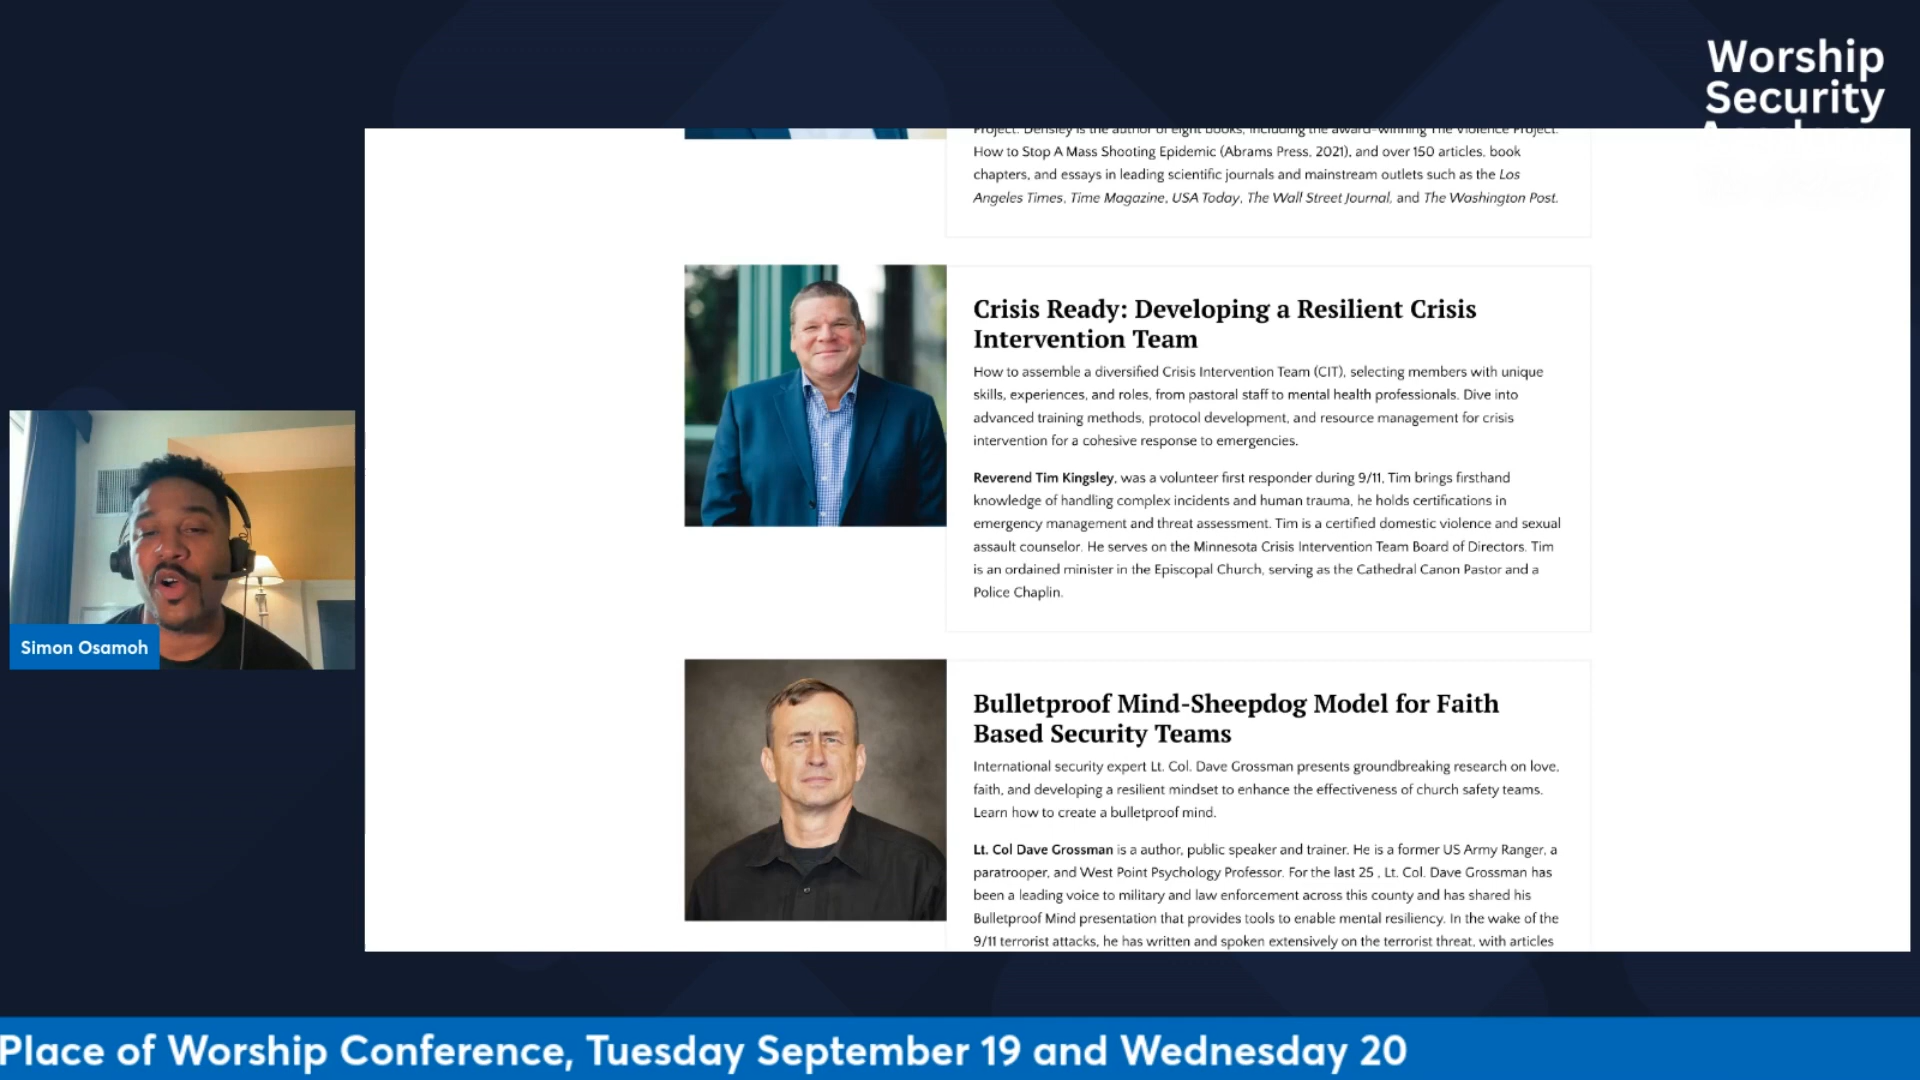 Worship
Security
Project. Densley is the author of eight books, including the award-winning The Violence Project:
How to Stop A Mass Shooting Epidemic (Abrams Press, 2021), and over 150 articles, book
chapters, and essays in leading scientific journals and mainstream outlets such as the Los
Angeles Times, Time Magazine, USA Today, The Wall Street Journal, and The Washington Post.
Crisis Ready: Developing a Resilient Crisis
Intervention Team
How to assemble a diversified Crisis Intervention Team (CIT), selecting members with unique
skills, experiences, and roles, from pastoral staff to mental health professionals. Dive into
advanced training methods, protocol development, and resource management for crisis
intervention for a cohesive response to emergencies.
Reverend Tim Kingsley, was a volunteer first responder during 9/11, Tim brings firsthand
knowledge of handling complex incidents and human trauma, he holds certifications in
emergency management and threat assessment. Tim is a certified domestic violence and sexual
assault counselor. He serves on the Minnesota Crisis Intervention Team Board of Directors. Tim
is an ordained minister in the Episcopal Church, serving as the Cathedral Canon Pastor and a
Police Chaplin.
Simon Osamoh
Bulletproof Mind-Sheepdog Model for Faith
Based Security Teams
International security expert Lt. Col. Dave Grossman presents groundbreaking research on love,
faith, and developing a resilient mindset to enhance the effectiveness of church safety teams.
Learn how to create a bulletproof mind.
Lt. Col Dave Grossman is a author, public speaker and trainer. He is a former US Army Ranger, a
paratrooper, and West Point Psychology Professor. For the last 25 , Lt. Col. Dave Grossman has
been a leading voice to military and law enforcement across this county and has shared his
Bulletproof Mind presentation that provides tools to enable mental resiliency. In the wake of the
9/11 terrorist attacks, he has written and spoken extensively on the terrorist threat, with articles
Place of Worship Conference, Tuesday September 19 and Wednesday 20